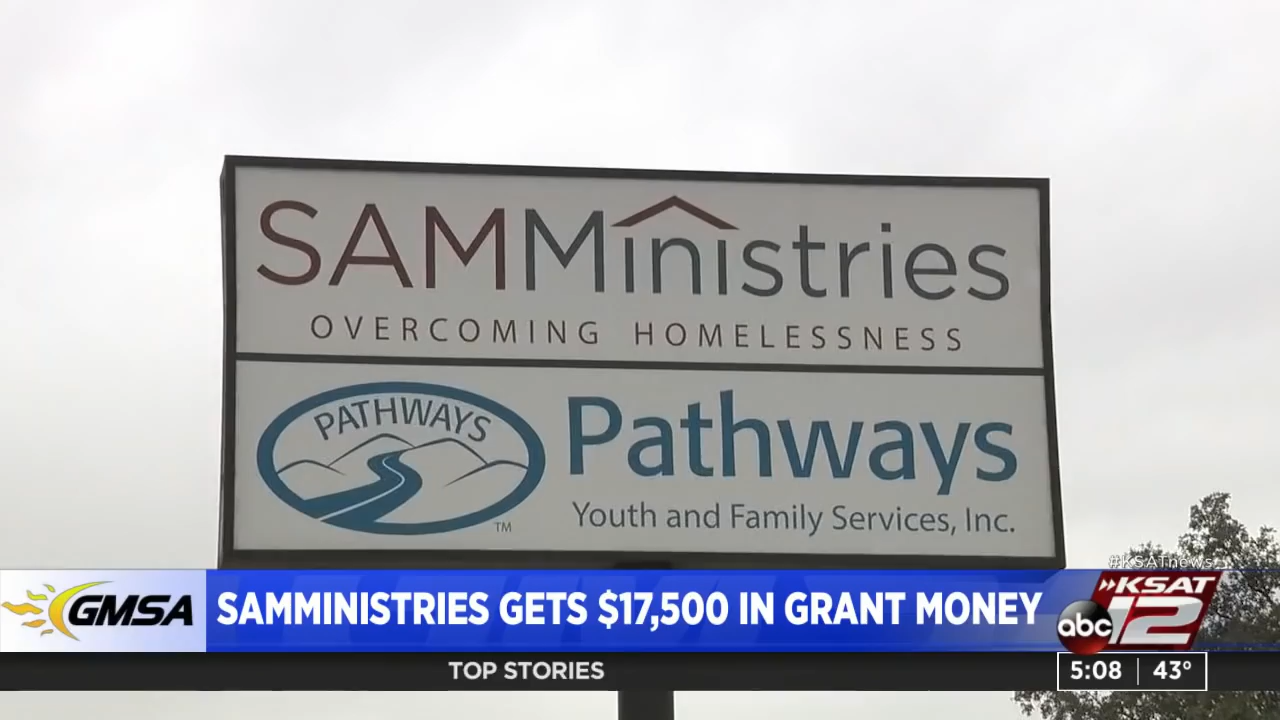 SAMMinistries
OVERCOMING HOMELESSNESS
PATHWAYS
TM
Pathways
Youth and Family Services, Inc.
#KSATnews
GMSA
SAMMINISTRIES GETS $17,500 IN GRANT MONEY
abc
KSAT
12
TOP STORIES
5:08
43°